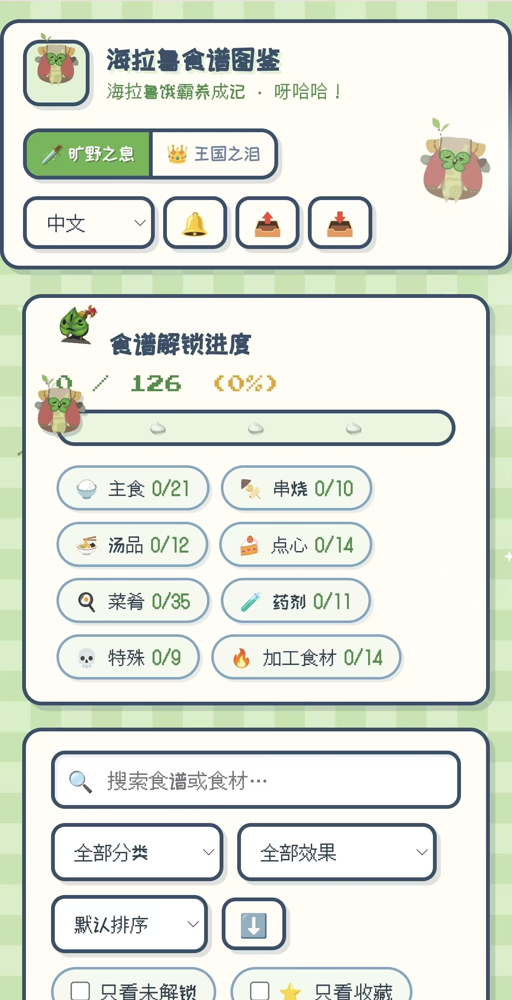 海拉鲁食谱图鉴
海拉鲁饿霸养成记 · 呀哈哈！
旷野之息 王国之泪
中文
食谱解锁进度
0 / 126 (0%)
主食 0/21 串烧 0/10
汤品 0/12 点心 0/14
菜肴 0/35 药剂 0/11
特殊 0/9 加工食材 0/14
搜索食谱或食材…
全部分类 全部效果
默认排序
只看未解锁 只看收藏